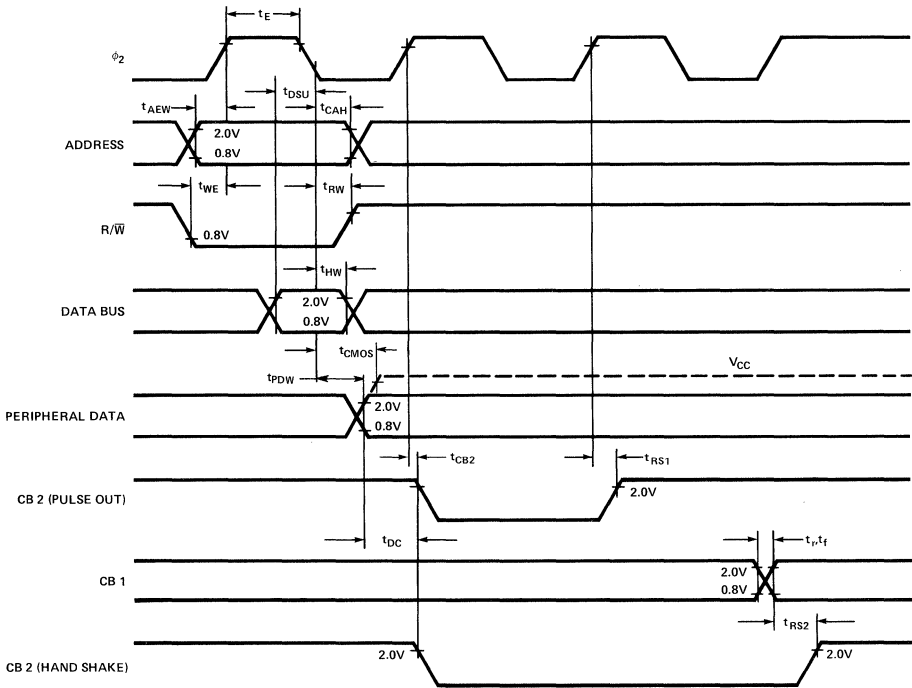 tE
ϕ2
tDSU
tAEW
tCAH
2.0V
ADDRESS
0.8V
tWE
tRW
R/W̅
0.8V
tHW
2.0V
DATA BUS
0.8V
tCMOS
VCC
tPDW
2.0V
PERIPHERAL DATA
0.8V
tCB2
tRS1
CB 2 (PULSE OUT)
2.0V
tDC
tr,tf
2.0V
CB 1
0.8V
tRS2
2.0V
2.0V
CB 2 (HAND SHAKE)